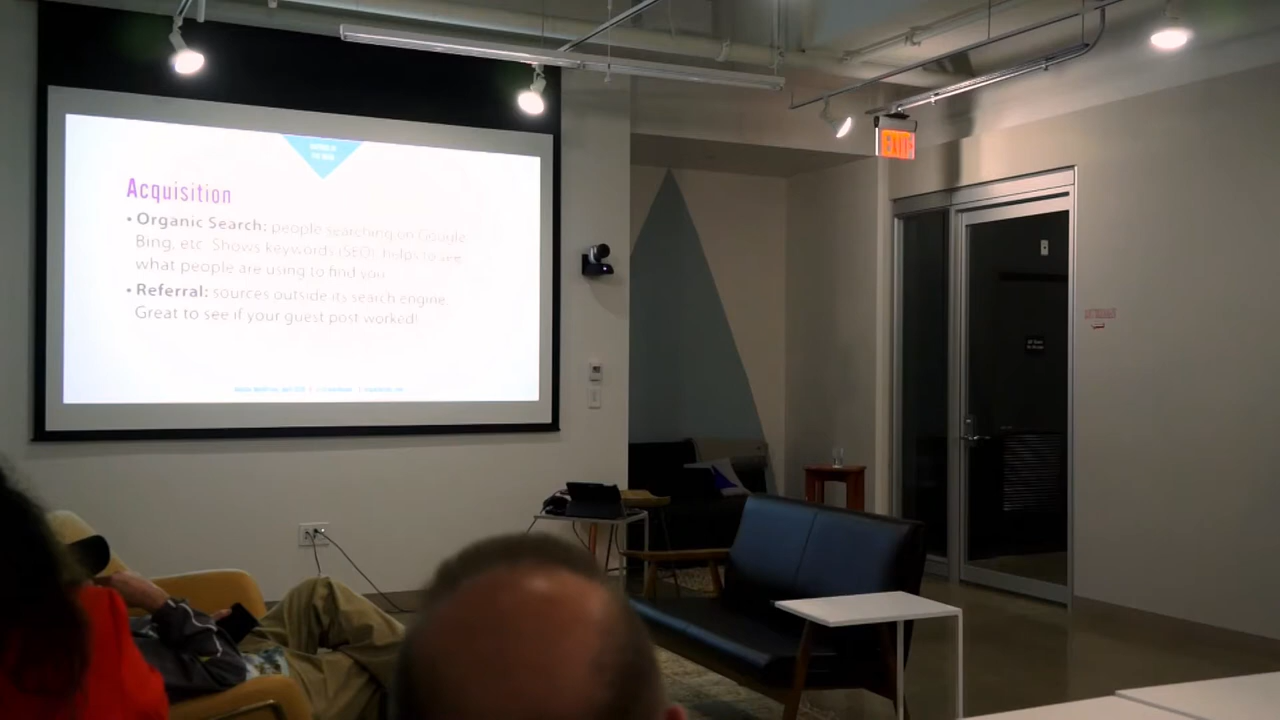 Acquisition
• Organic Search: people searching on Google,
Bing, etc. Shows keywords (SEO), helps to see
what people are using to find you.
• Referral: sources outside its search engine.
Great to see if your guest post worked!
EXIT